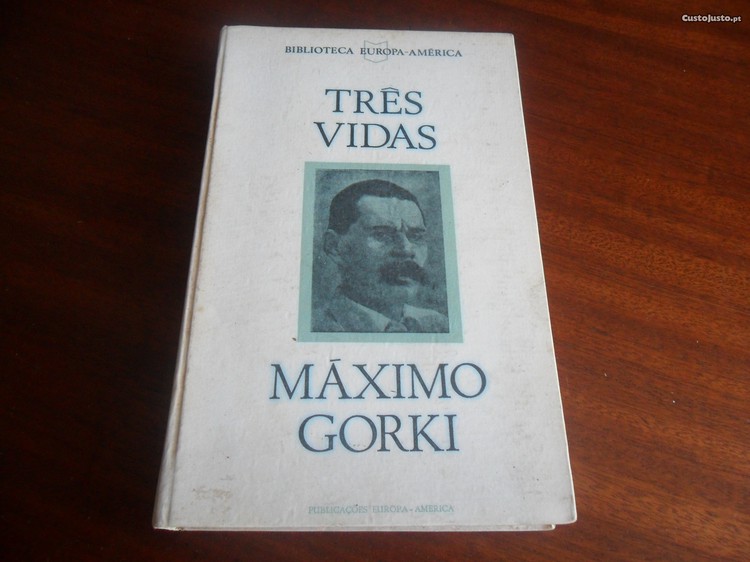 CustoJusto.pt
BIBLIOTECA EUROPA-AMÉRICA
TRÊS
VIDAS
MÁXIMO
GORKI
PUBLICAÇÕES EUROPA-AMÉRICA